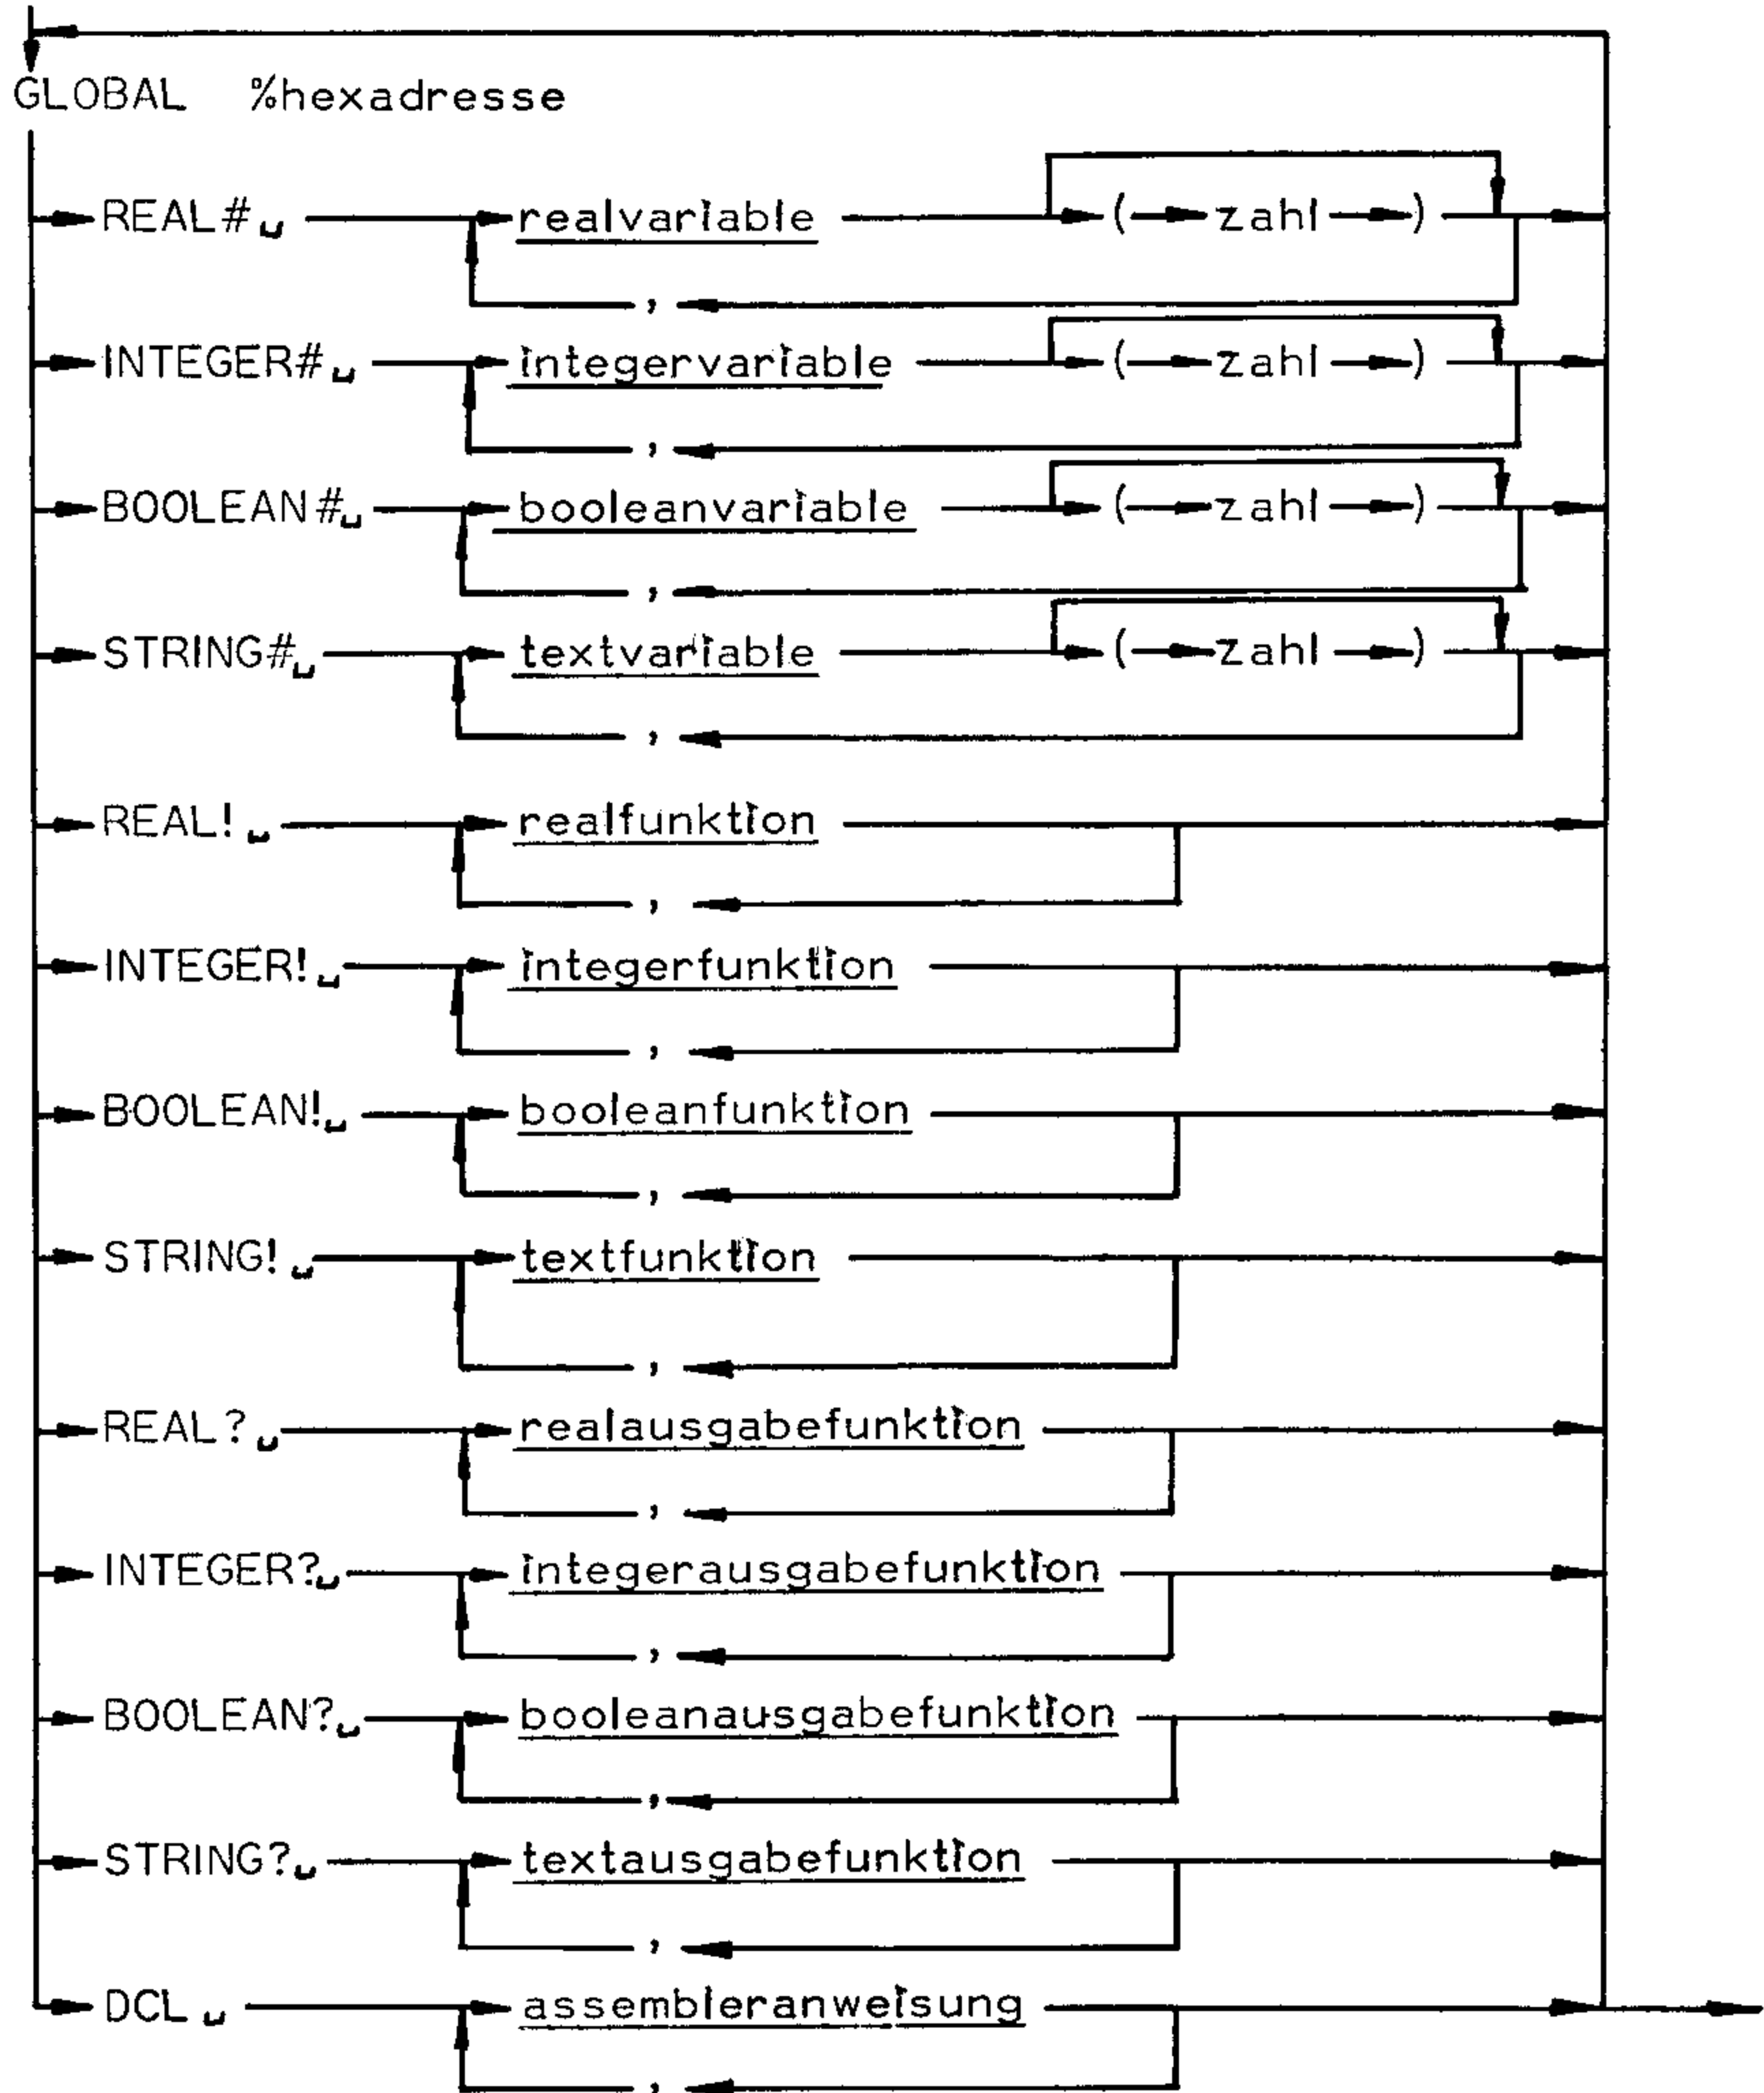 GLOBAL %hexadresse
REAL#␣ realvariable ( zahl )
,
INTEGER#␣ integervariable ( zahl )
,
BOOLEAN#␣ booleanvariable ( zahl )
,
STRING#␣ textvariable ( zahl )
,
REAL!␣ realfunktion
,
INTEGER!␣ integerfunktion
,
BOOLEAN!␣ booleanfunktion
,
STRING!␣ textfunktion
,
REAL?␣ realausgabefunktion
,
INTEGER?␣ integerausgabefunktion
,
BOOLEAN?␣ booleanausgabefunktion
,
STRING?␣ textausgabefunktion
,
DCL␣ assembleranweisung
,